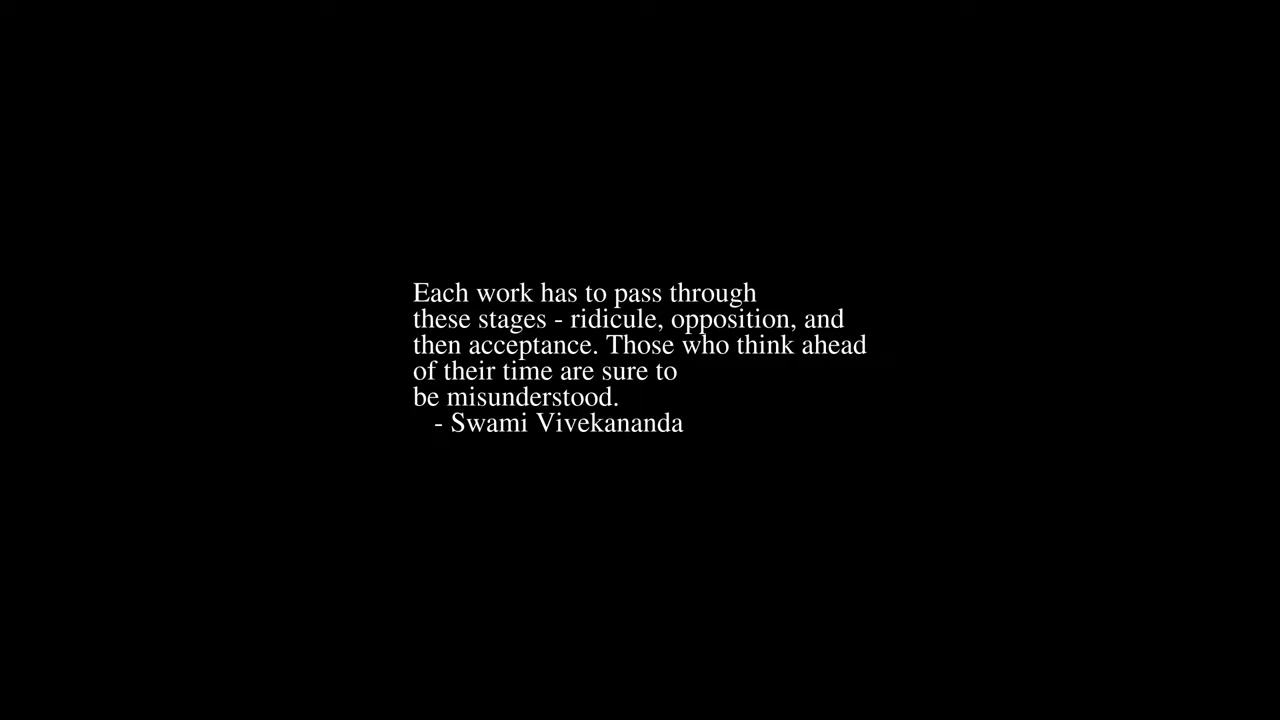 Each work has to pass through
these stages - ridicule, opposition, and
then acceptance. Those who think ahead
of their time are sure to
be misunderstood.
- Swami Vivekananda